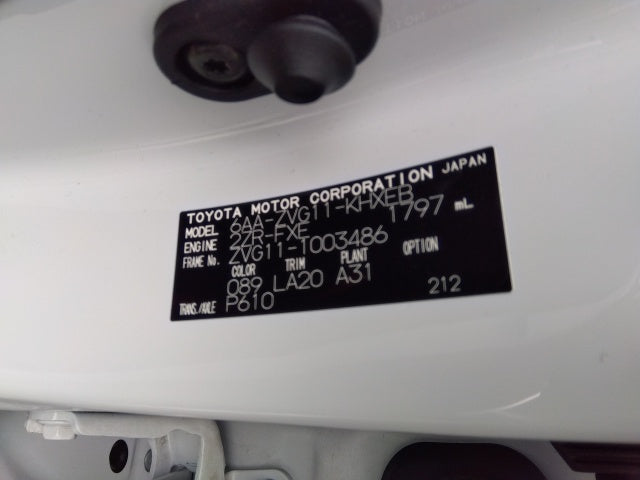 TOYOTA MOTOR CORPORATION JAPAN
MODEL 6AA-ZVG11-KHXEB
ENGINE 2ZR-FXE 1797 mL
FRAME No. ZVG11-1003486
COLOR TRIM PLANT OPTION
089 LA20 A31
TRANS./AXLE P610 212